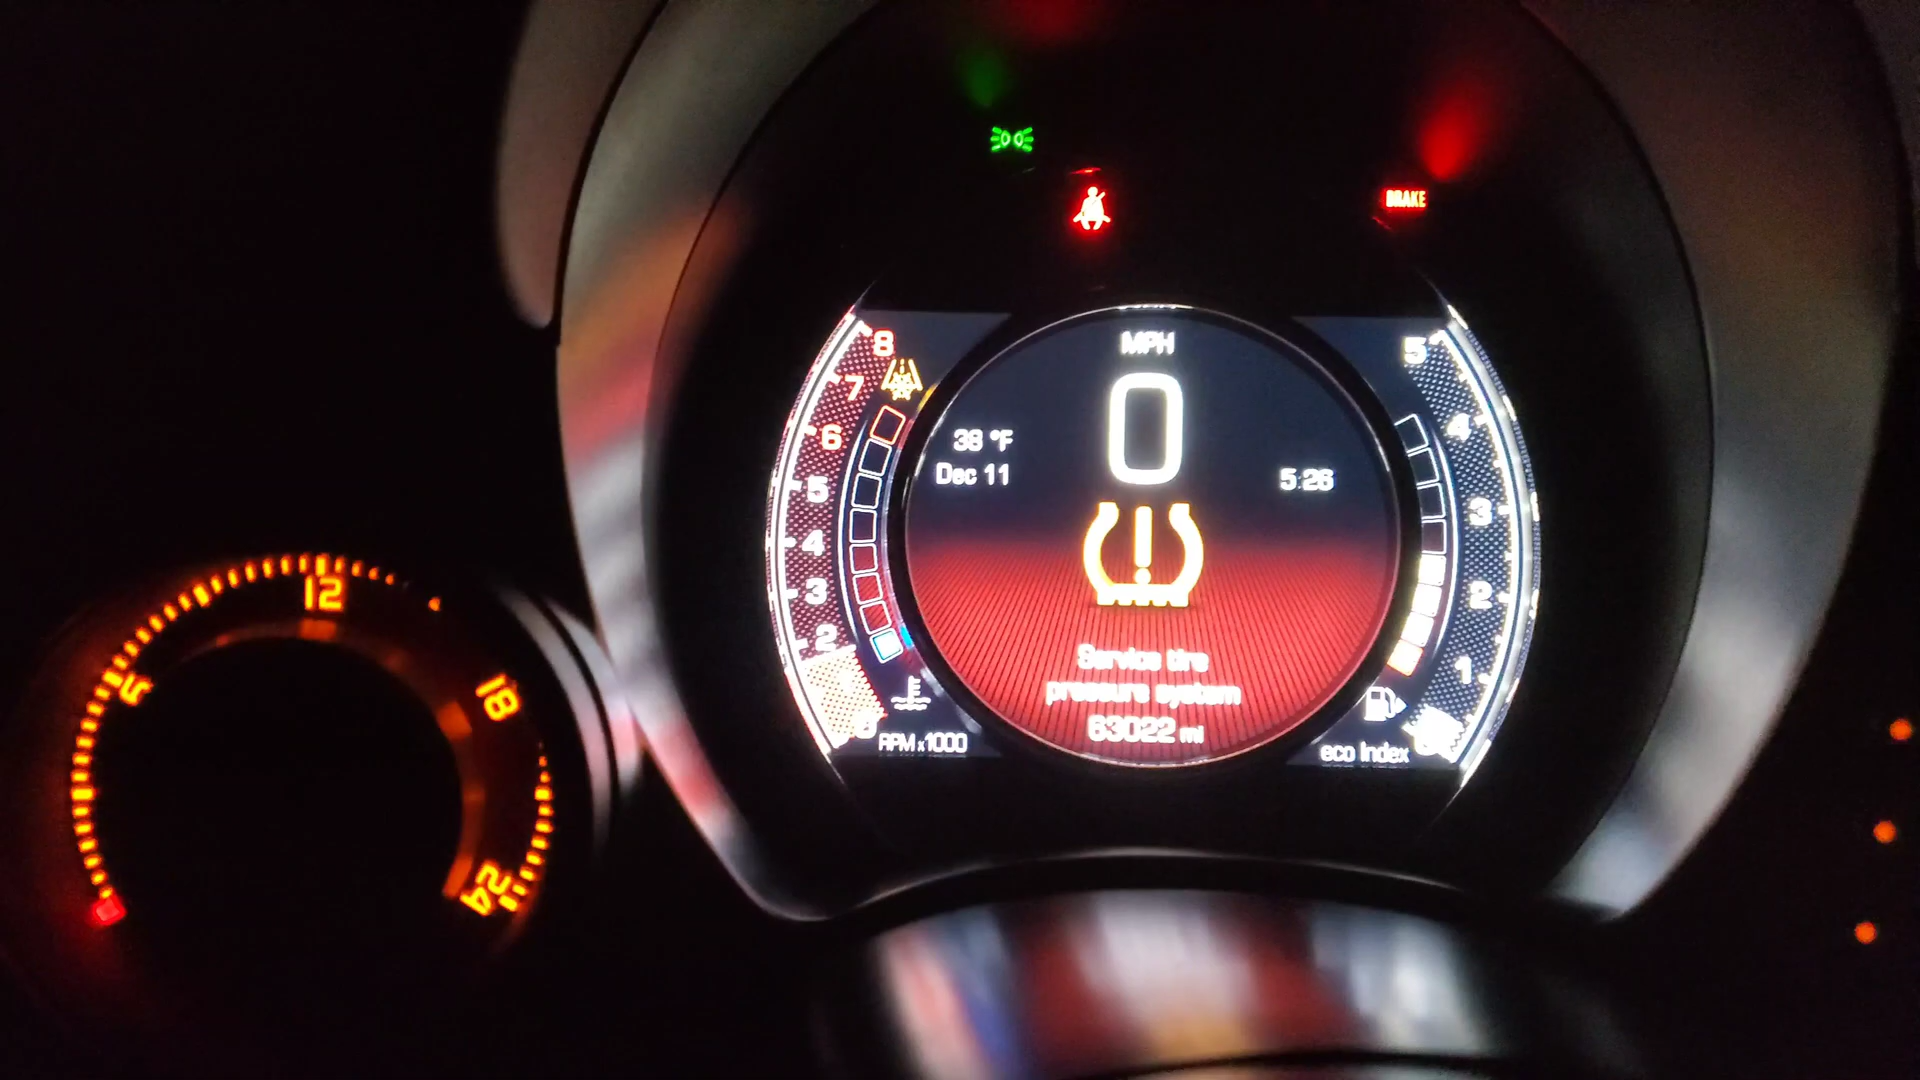 BRAKE
MPH
0
8
7
6
5
4
3
2
RPM x1000
38 °F
Dec 11
5:26
Service tire
pressure system
63022 mi
5
4
3
2
1
eco Index
6
12
18
24